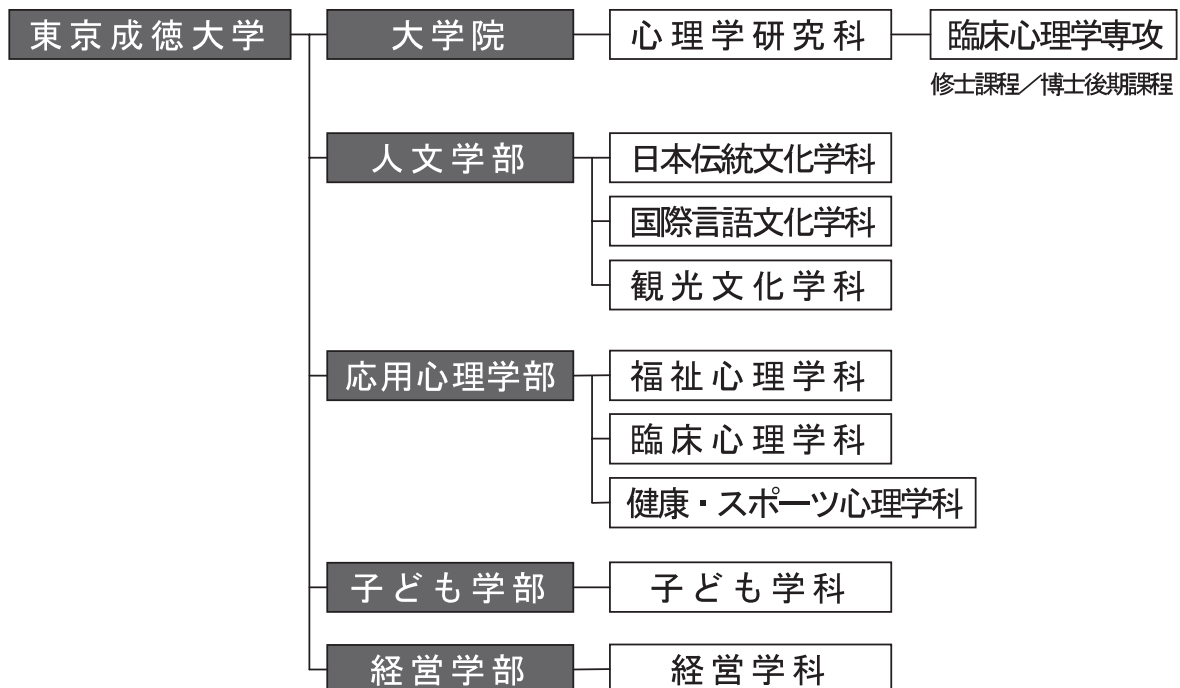 東京成徳大学
大学院
心理学研究科
臨床心理学専攻
修士課程／博士後期課程
人文学部
日本伝統文化学科
国際言語文化学科
観光文化学科
応用心理学部
福祉心理学科
臨床心理学科
健康・スポーツ心理学科
子ども学部
子ども学科
経営学部
経営学科